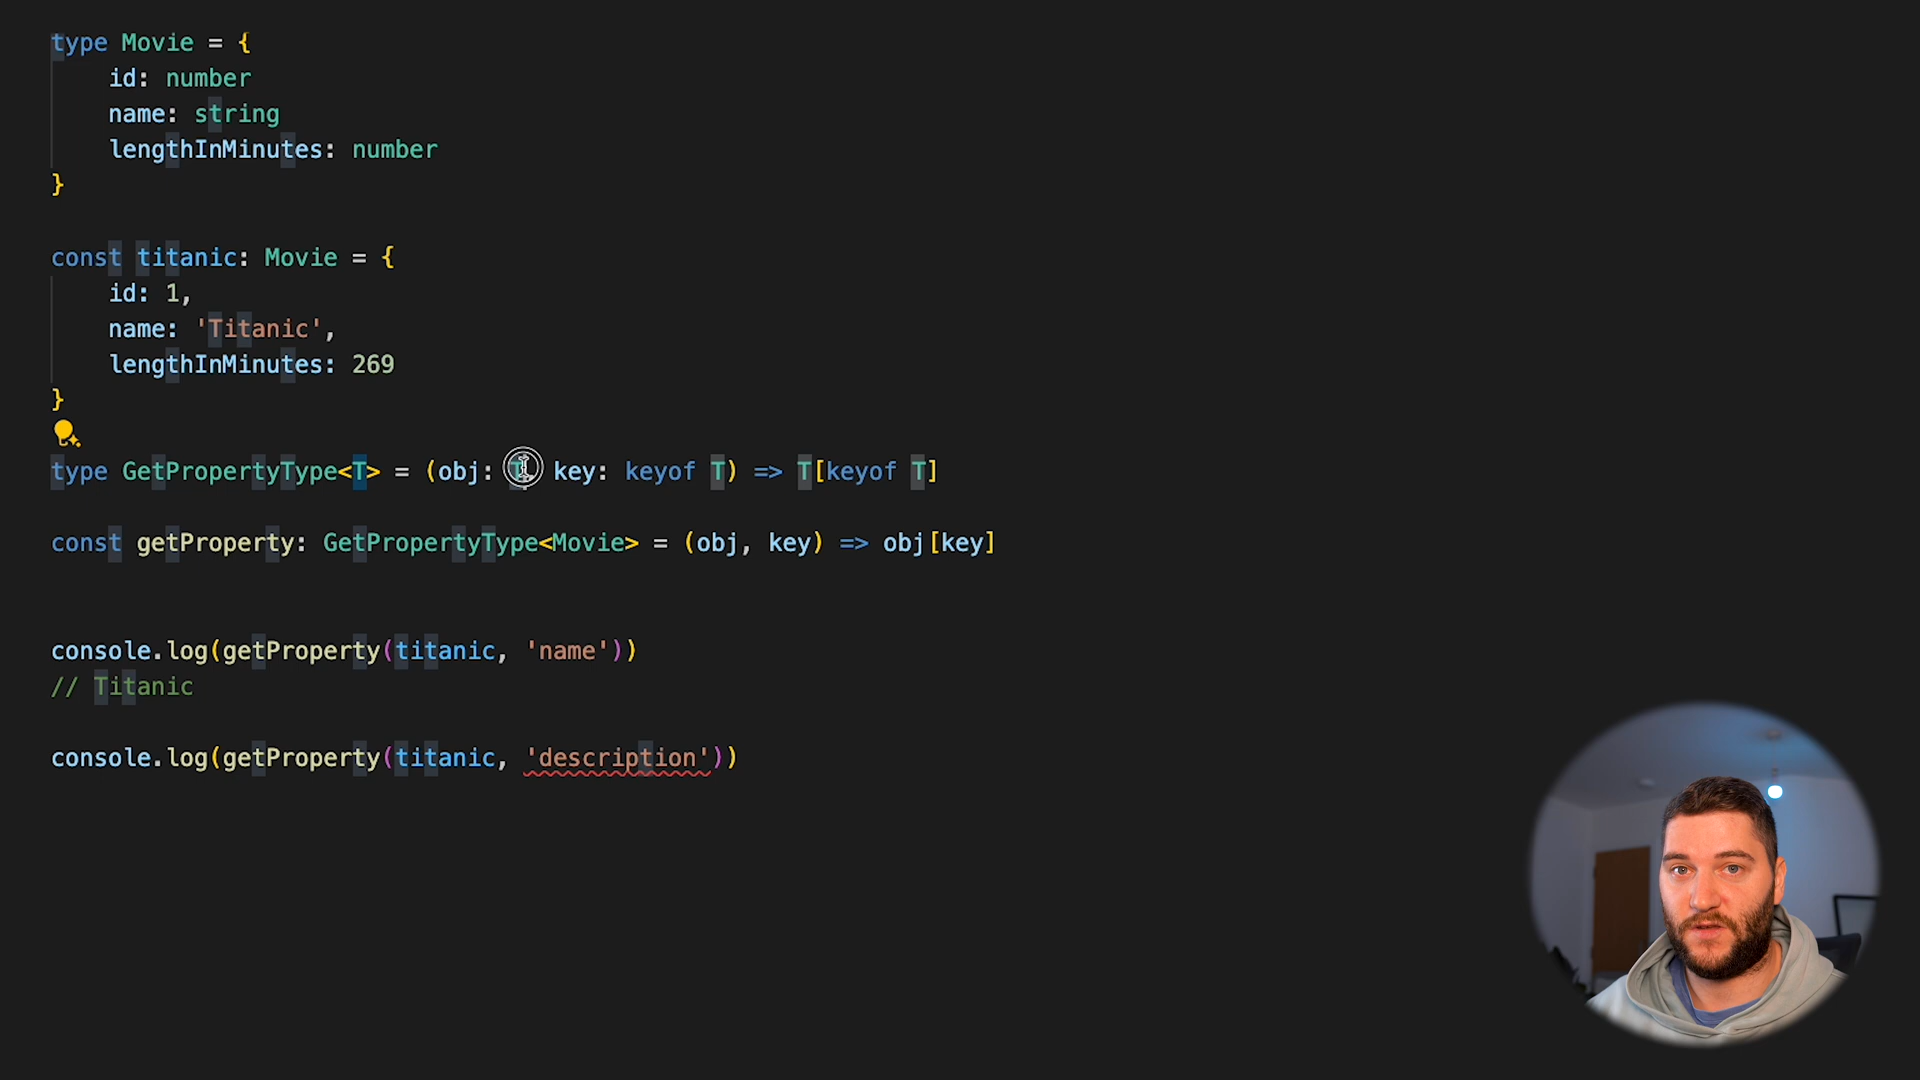 type Movie = {
id: number
name: string
lengthInMinutes: number
}
const titanic: Movie = {
id: 1,
name: 'Titanic',
lengthInMinutes: 269
}
type GetPropertyType<T> = (obj: T, key: keyof T) => T[keyof T]
const getProperty: GetPropertyType<Movie> = (obj, key) => obj[key]
console.log(getProperty(titanic, 'name'))
// Titanic
console.log(getProperty(titanic, 'description'))